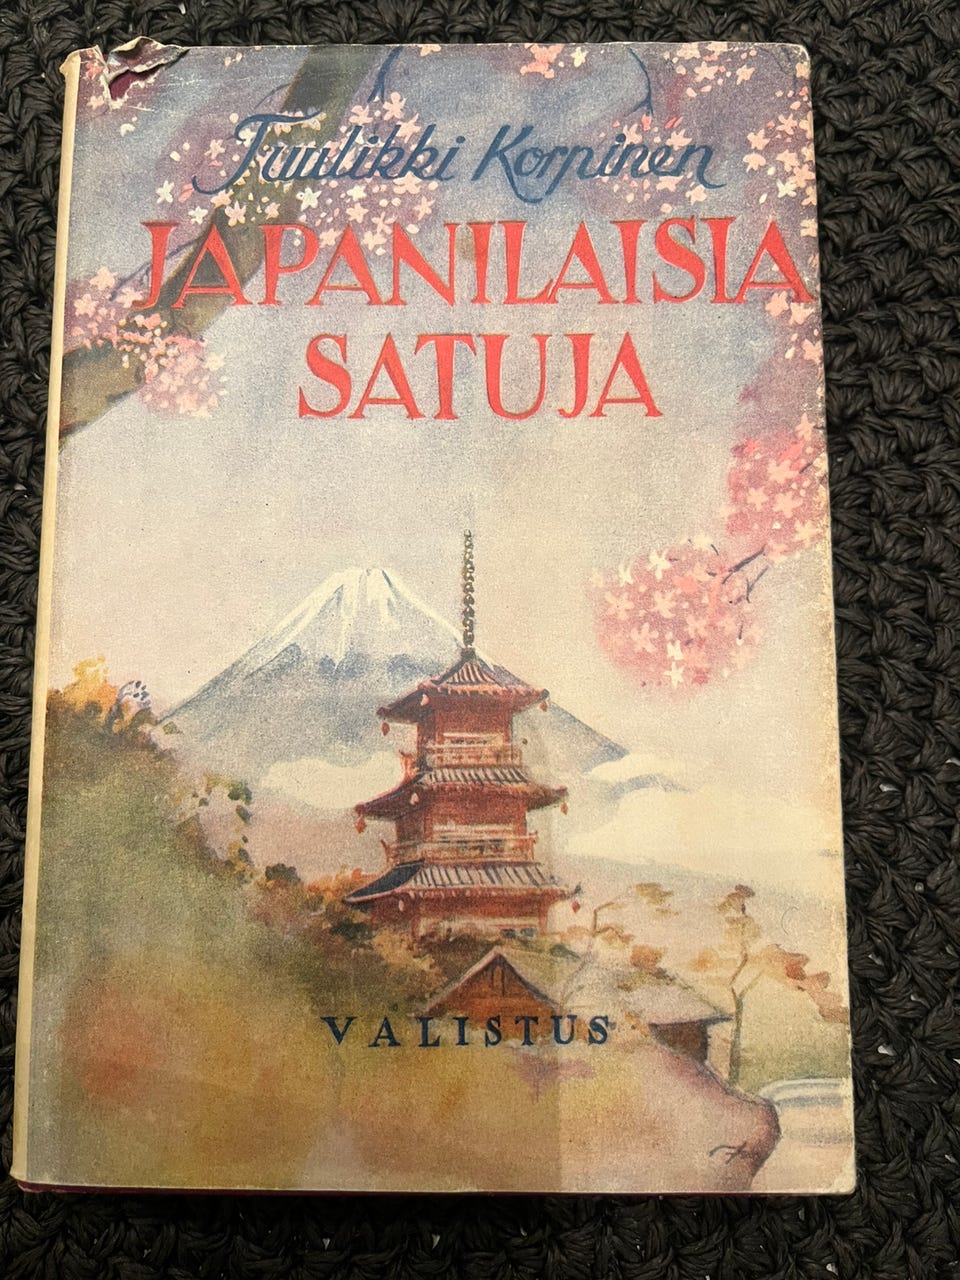 Tuulikki Korpinen
JAPANILAISIA
SATUJA
VALISTUS